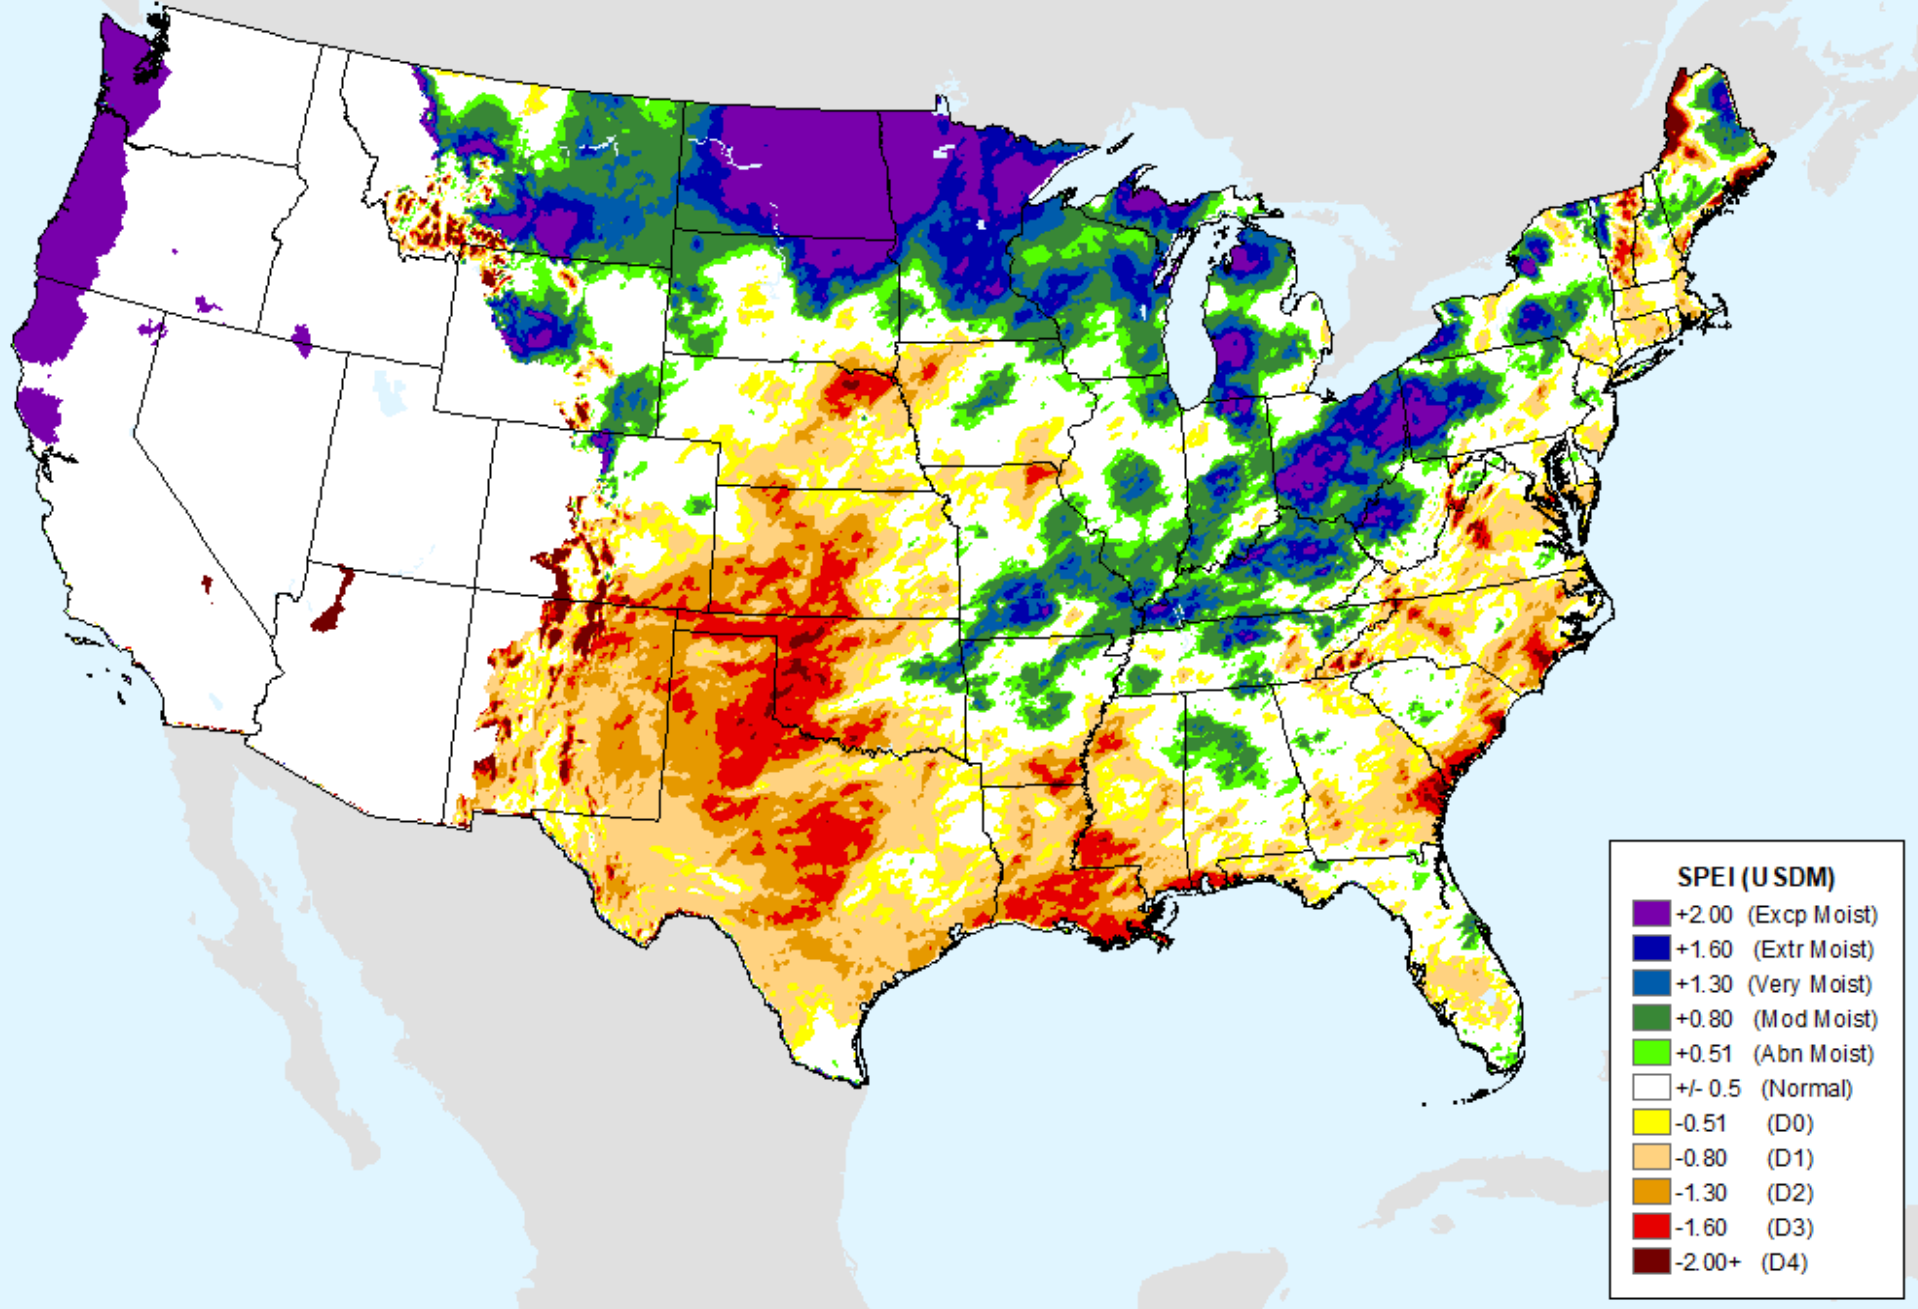 SPEI (USDM)
+2.00 (Excp Moist)
+1.60 (Extr Moist)
+1.30 (Very Moist)
+0.80 (Mod Moist)
+0.51 (Abn Moist)
+/- 0.5 (Normal)
-0.51 (D0)
-0.80 (D1)
-1.30 (D2)
-1.60 (D3)
-2.00+ (D4)